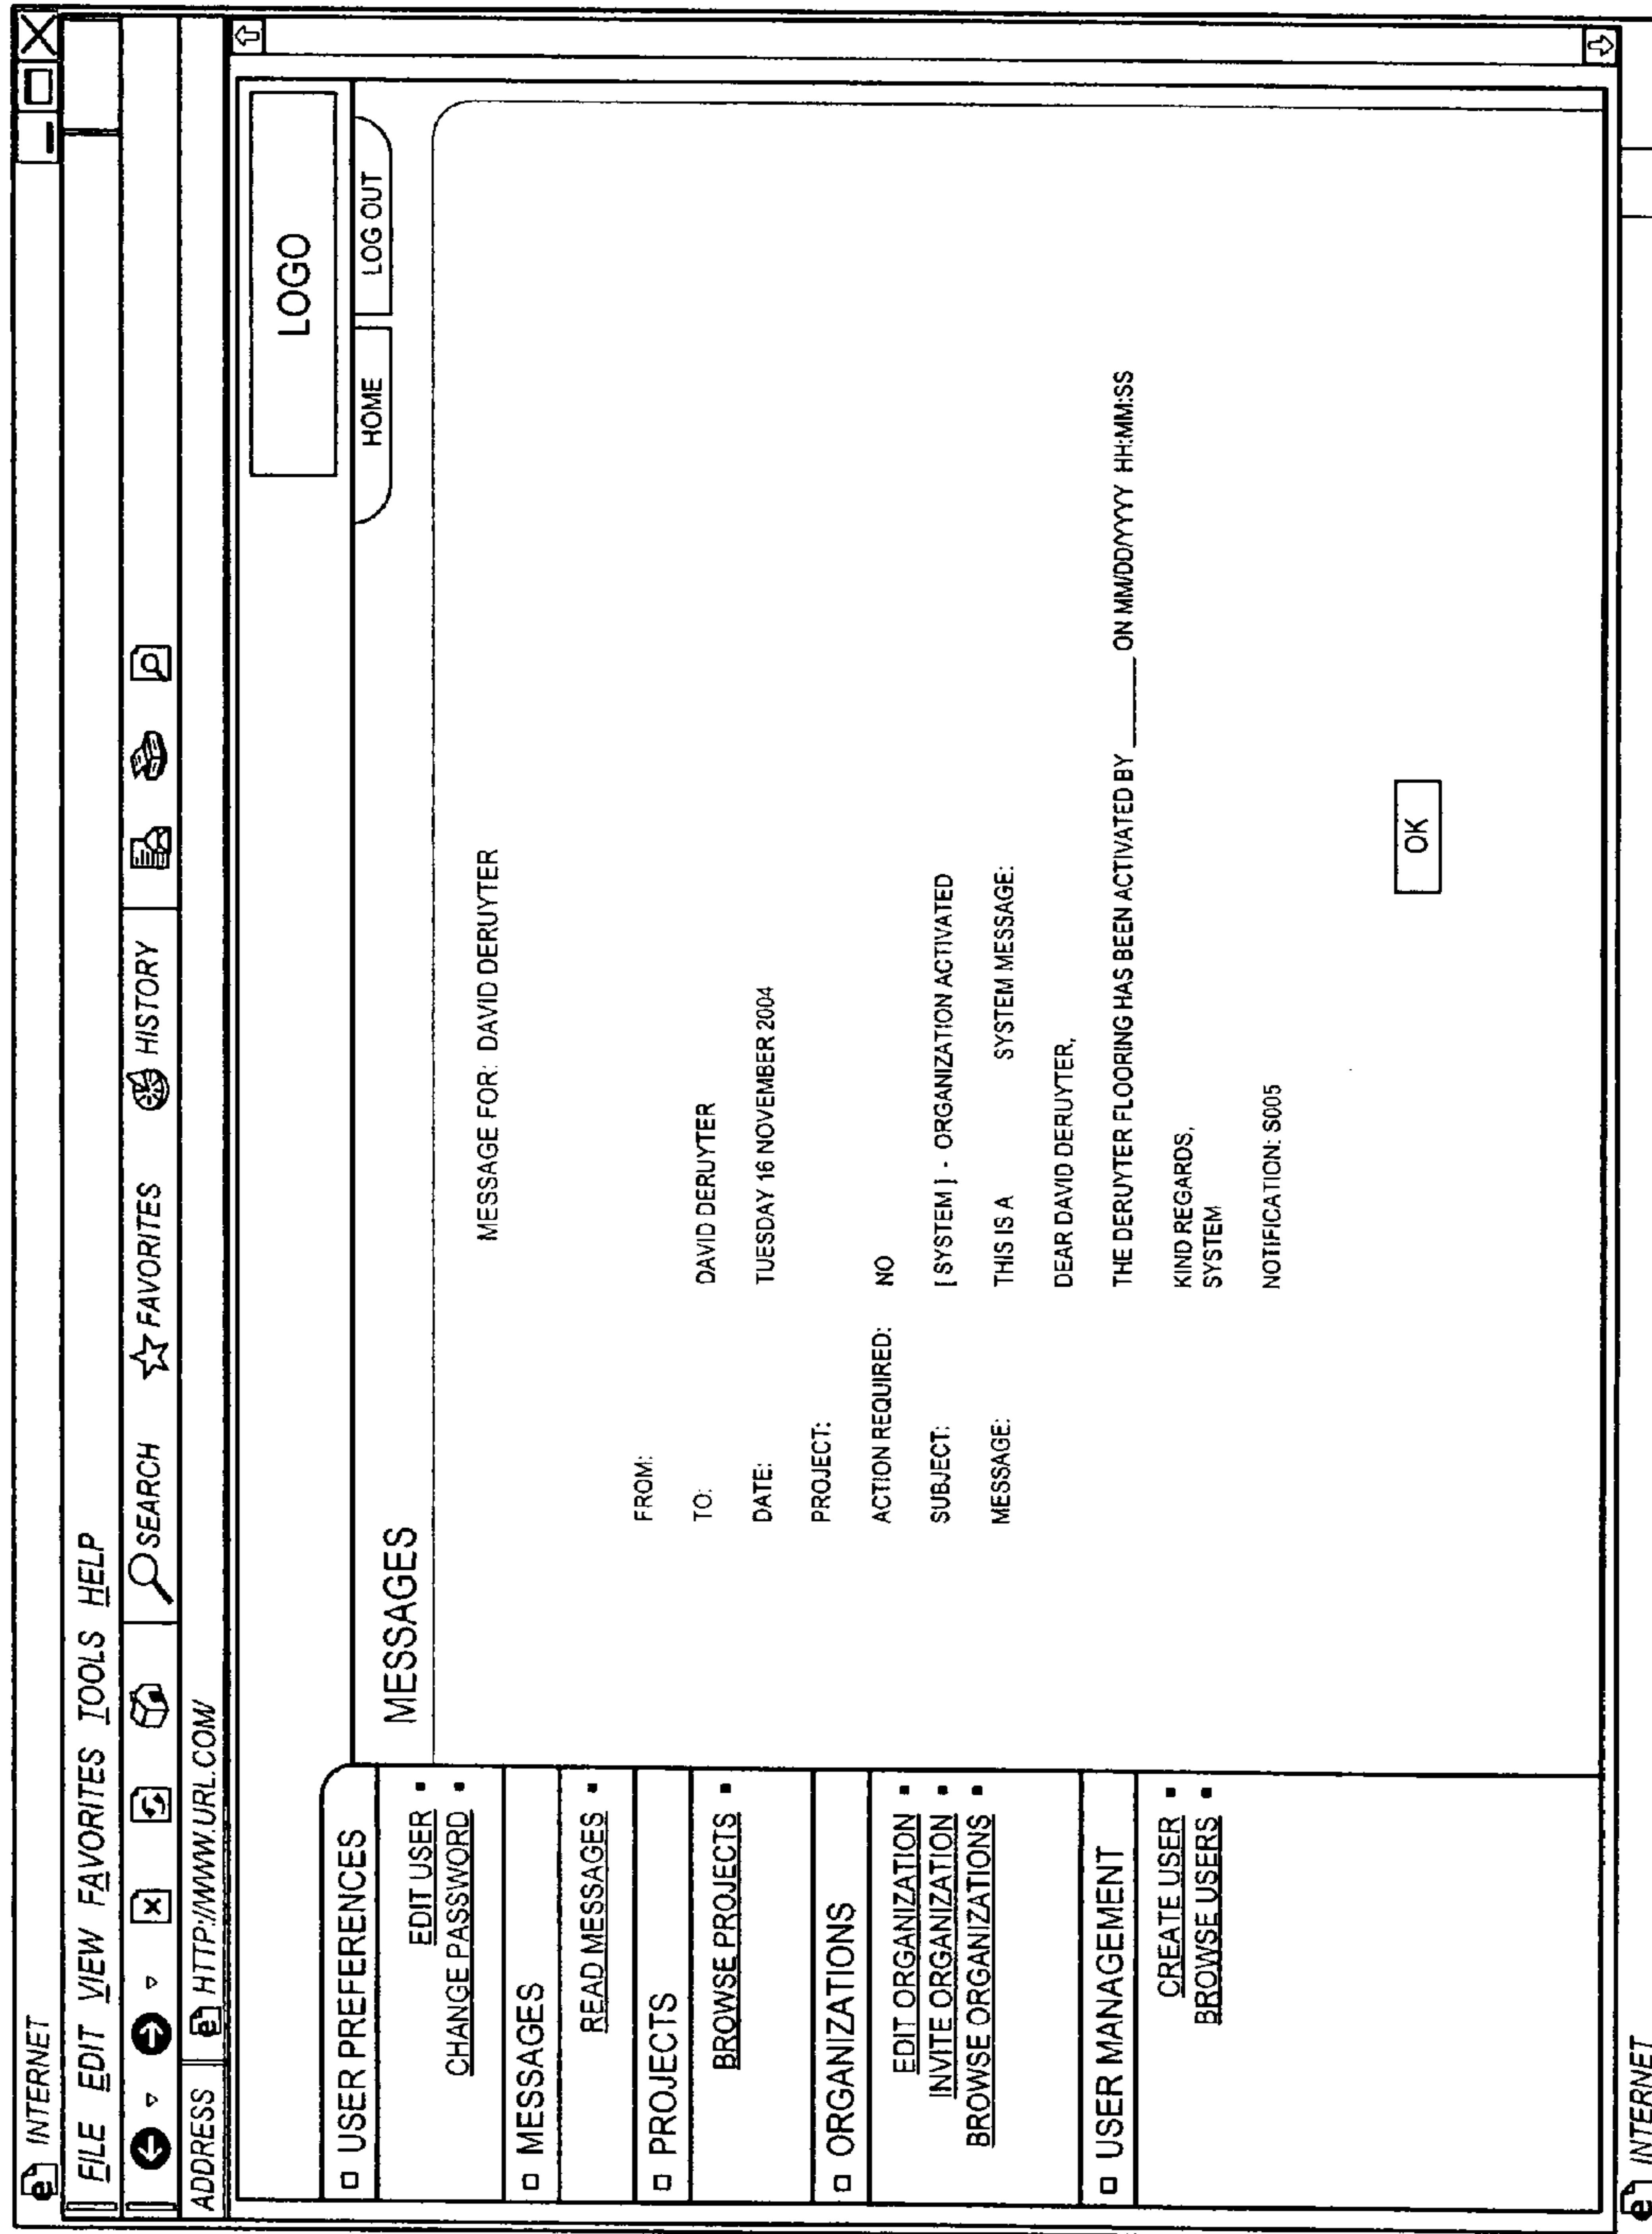 INTERNET
FILE EDIT VIEW FAVORITES TOOLS HELP
SEARCH FAVORITES HISTORY
ADDRESS HTTP://WWW.URL.COM/
LOGO
HOME LOG OUT
USER PREFERENCES
EDIT USER
CHANGE PASSWORD
MESSAGES
READ MESSAGES
PROJECTS
BROWSE PROJECTS
ORGANIZATIONS
EDIT ORGANIZATION
INVITE ORGANIZATION
BROWSE ORGANIZATIONS
USER MANAGEMENT
CREATE USER
BROWSE USERS
MESSAGES
MESSAGE FOR: DAVID DERUYTER
FROM:
TO: DAVID DERUYTER
DATE: TUESDAY 16 NOVEMBER 2004
PROJECT:
ACTION REQUIRED: NO
SUBJECT: [ SYSTEM ] - ORGANIZATION ACTIVATED
MESSAGE: THIS IS A SYSTEM MESSAGE:
DEAR DAVID DERUYTER,
THE DERUYTER FLOORING HAS BEEN ACTIVATED BY ______ ON MM/DD/YYYY HH:MM:SS
KIND REGARDS,
SYSTEM
NOTIFICATION: S005
OK
INTERNET